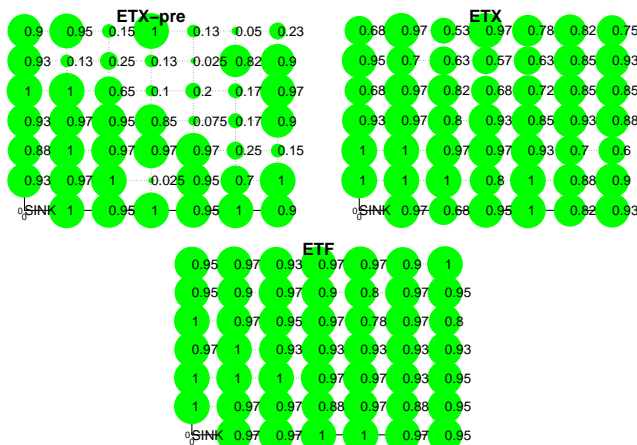 ETX-pre
0.9 0.95 0.15 1 0.13 0.05 0.23
0.93 0.13 0.25 0.13 0.025 0.82 0.9
1 1 0.65 0.1 0.2 0.17 0.97
0.93 0.97 0.95 0.85 0.075 0.17 0.9
0.88 1 0.97 0.97 0.97 0.25 0.15
0.93 0.97 1 0.025 0.95 0.7 1
SINK 1 0.95 1 0.95 1 0.9
0
0
ETX
0.68 0.97 0.53 0.97 0.78 0.82 0.75
0.95 0.7 0.63 0.57 0.63 0.85 0.93
0.68 0.97 0.82 0.68 0.72 0.85 0.85
0.93 0.97 0.8 0.93 0.85 0.93 0.88
1 1 0.97 0.97 0.93 0.7 0.6
1 1 1 0.8 1 0.88 0.9
SINK 0.97 0.68 0.95 1 0.82 0.93
0
0
ETF
0.95 0.97 0.93 0.97 0.97 0.9 1
0.95 0.9 0.97 0.9 0.8 0.97 0.95
1 0.97 0.95 0.97 0.78 0.97 0.8
0.97 1 0.93 0.93 0.93 0.93 0.93
1 1 1 0.97 0.97 0.93 0.95
1 0.97 0.97 0.88 0.97 0.88 0.95
SINK 0.97 0.97 1 1 0.97 0.95
0
0